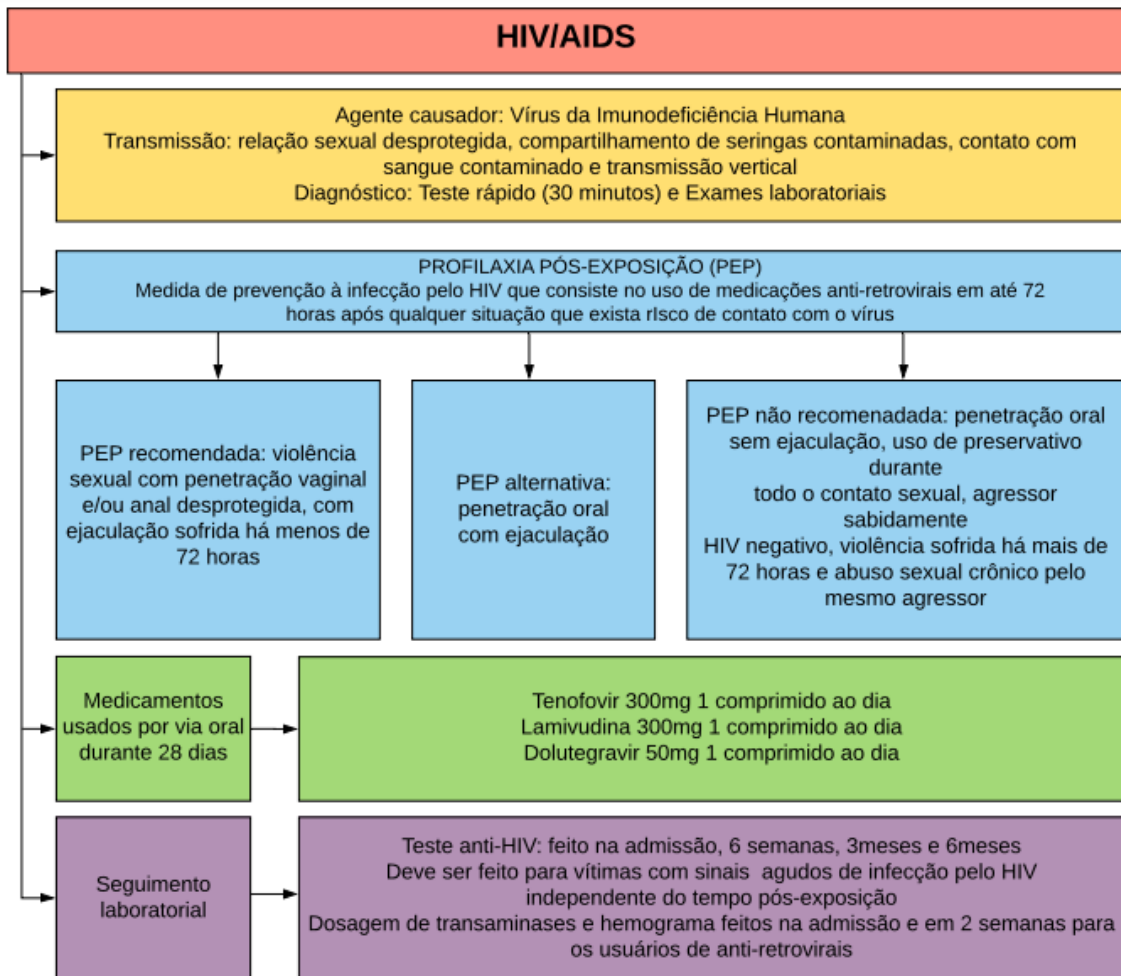 HIV/AIDS
Agente causador: Vírus da Imunodeficiência Humana
Transmissão: relação sexual desprotegida, compartilhamento de seringas contaminadas, contato com
sangue contaminado e transmissão vertical
Diagnóstico: Teste rápido (30 minutos) e Exames laboratoriais
PROFILAXIA PÓS-EXPOSIÇÃO (PEP)
Medida de prevenção à infecção pelo HIV que consiste no uso de medicações anti-retrovirais em até 72
horas após qualquer situação que exista rIsco de contato com o vírus
PEP recomendada: violência
sexual com penetração vaginal
e/ou anal desprotegida, com
ejaculação sofrida há menos de
72 horas
PEP alternativa:
penetração oral
com ejaculação
PEP não recomenadada: penetração oral
sem ejaculação, uso de preservativo
durante
todo o contato sexual, agressor
sabidamente
HIV negativo, violência sofrida há mais de
72 horas e abuso sexual crônico pelo
mesmo agressor
Medicamentos
usados por via oral
durante 28 dias
Tenofovir 300mg 1 comprimido ao dia
Lamivudina 300mg 1 comprimido ao dia
Dolutegravir 50mg 1 comprimido ao dia
Seguimento
laboratorial
Teste anti-HIV: feito na admissão, 6 semanas, 3meses e 6meses
Deve ser feito para vítimas com sinais agudos de infecção pelo HIV
independente do tempo pós-exposição
Dosagem de transaminases e hemograma feitos na admissão e em 2 semanas para
os usuários de anti-retrovirais